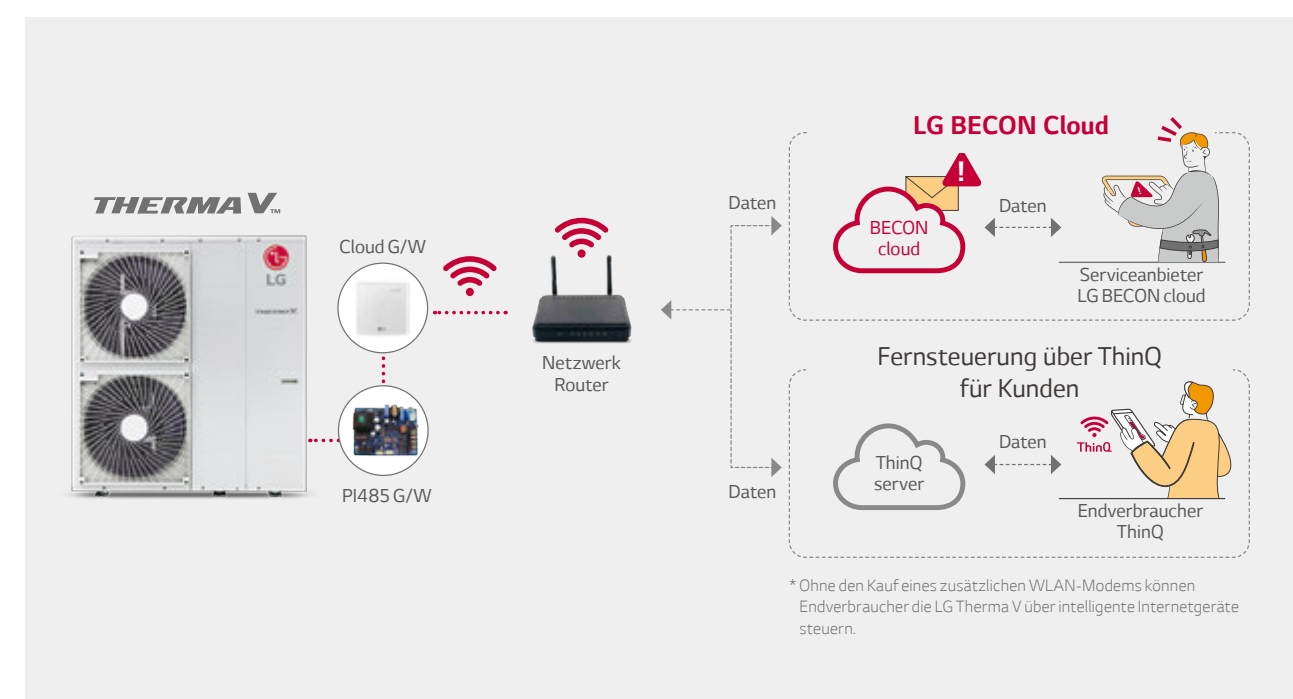 THERMA V™
LG
THERMA V
Cloud G/W
PI485 G/W
Netzwerk
Router
Daten
LG BECON Cloud
BECON
cloud
Daten
Serviceanbieter
LG BECON cloud
Fernsteuerung über ThinQ
für Kunden
Daten
ThinQ
server
Daten
ThinQ
Endverbraucher
ThinQ
* Ohne den Kauf eines zusätzlichen WLAN-Modems können
Endverbraucher die LG Therma V über intelligente Internetgeräte
steuern.